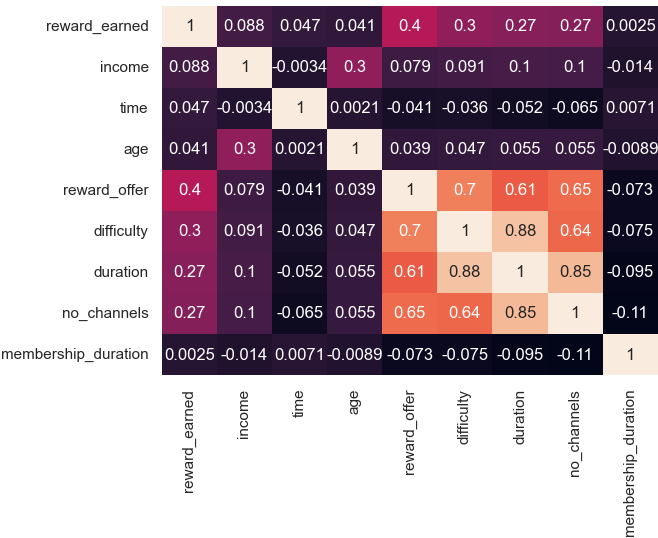 reward_earned 1 0.088 0.047 0.041 0.4 0.3 0.27 0.27 0.0025
income 0.088 1 -0.0034 0.3 0.079 0.091 0.1 0.1 -0.014
time 0.047 -0.0034 1 0.0021 -0.041 -0.036 -0.052 -0.065 0.0071
age 0.041 0.3 0.0021 1 0.039 0.047 0.055 0.055 -0.0089
reward_offer 0.4 0.079 -0.041 0.039 1 0.7 0.61 0.65 -0.073
difficulty 0.3 0.091 -0.036 0.047 0.7 1 0.88 0.64 -0.075
duration 0.27 0.1 -0.052 0.055 0.61 0.88 1 0.85 -0.095
no_channels 0.27 0.1 -0.065 0.055 0.65 0.64 0.85 1 -0.11
membership_duration 0.0025 -0.014 0.0071 -0.0089 -0.073 -0.075 -0.095 -0.11 1
reward_earned
income
time
age
reward_offer
difficulty
duration
no_channels
membership_duration